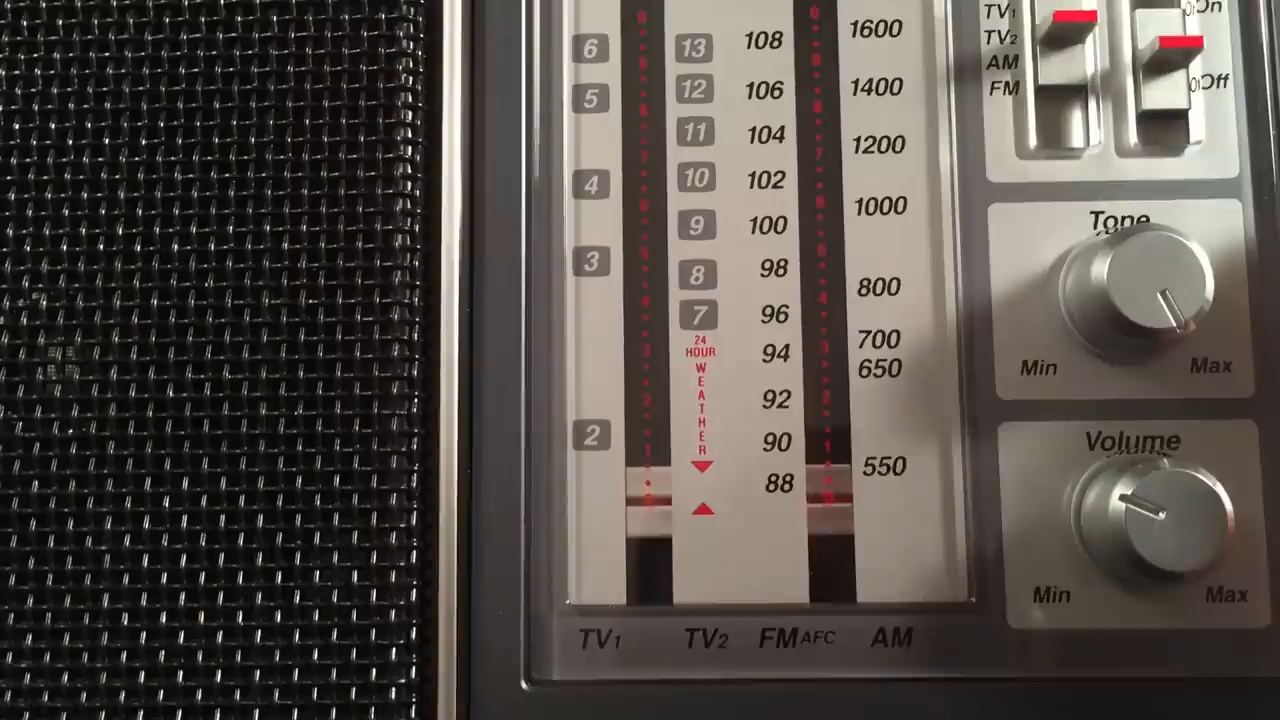 TV1
TV2
AM
FM
On
Off
6
5
4
3
2
13
12
11
10
9
8
7
24
HOUR
WEATHER
108
106
104
102
100
98
96
94
92
90
88
1600
1400
1200
1000
800
700
650
550
Tone
Min Max
Volume
Min Max
TV1 TV2 FM AFC AM